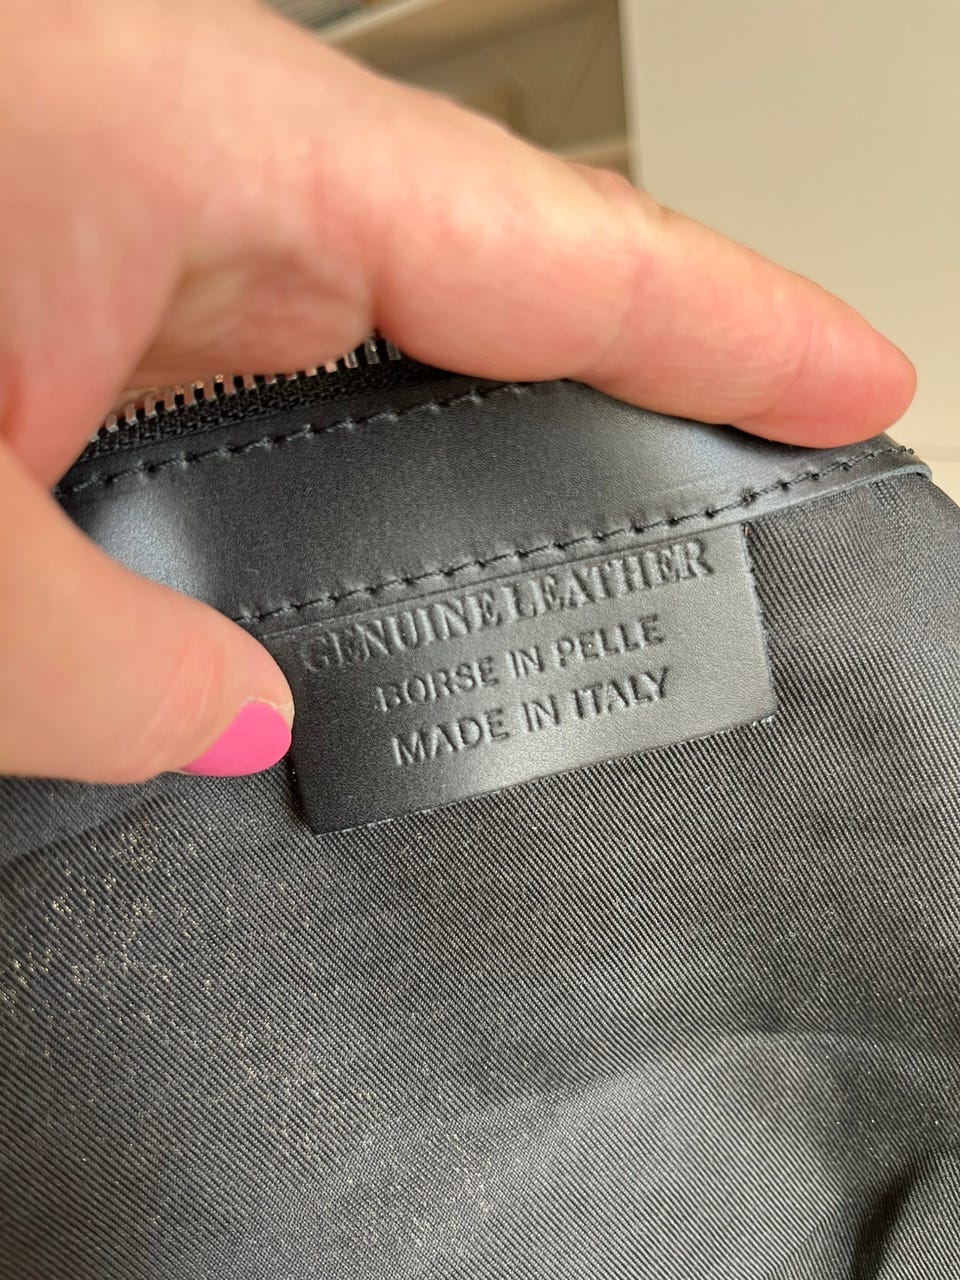 GENUINE LEATHER
BORSE IN PELLE
MADE IN ITALY